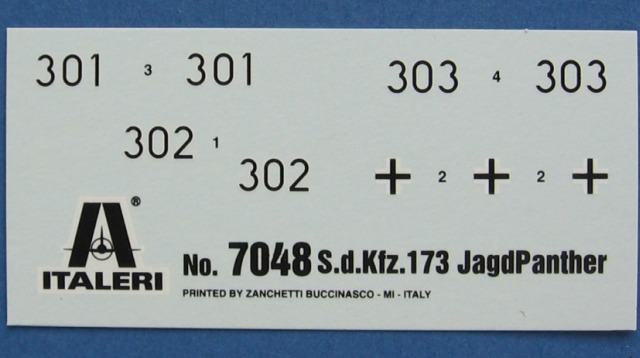 301 3 301 303 4 303
302 1
302 2 2
ITALERI ®
No. 7048 S.d.Kfz.173 JagdPanther
PRINTED BY ZANCHETTI BUCCINASCO - MI - ITALY